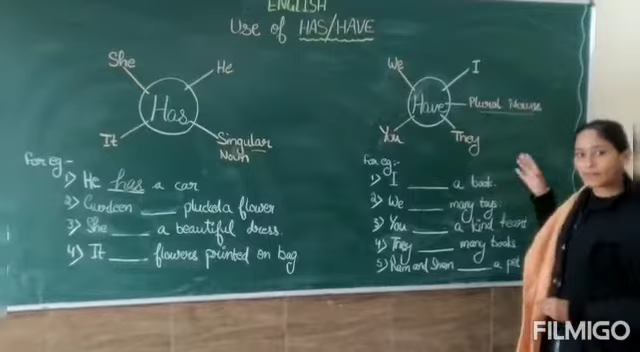 ENGLISH
Use of HAS/HAVE
She
He
Has
It
Singular
Noun
For eg:-
1) He has a car
2) Gurdeen ____ plucked a flower
3) She ____ a beautiful dress.
4) It ____ flowers printed on bag
We
I
Have
Plural Nouns
You
They
For eg:-
1) I ____ a book.
2) We ____ many toys
3) You ____ a kind heart
4) They ____ many books
5) Ram and Sham ____ a pet
FILMIGO